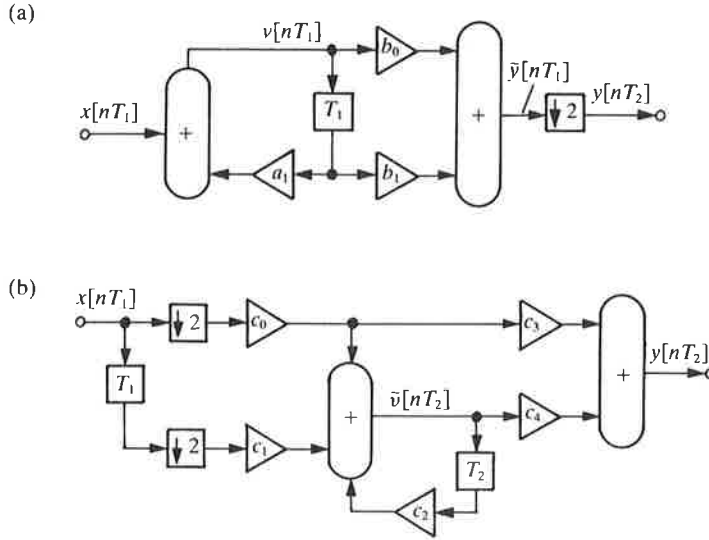 (a)
v[nT₁]
b₀
ỹ[nT₁]
y[nT₂]
x[nT₁]
+
T₁
+
↓2
a₁
b₁
(b)
x[nT₁]
↓2
c₀
c₃
T₁
y[nT₂]
+
ṽ[nT₂]
+
↓2
c₁
c₄
T₂
c₂